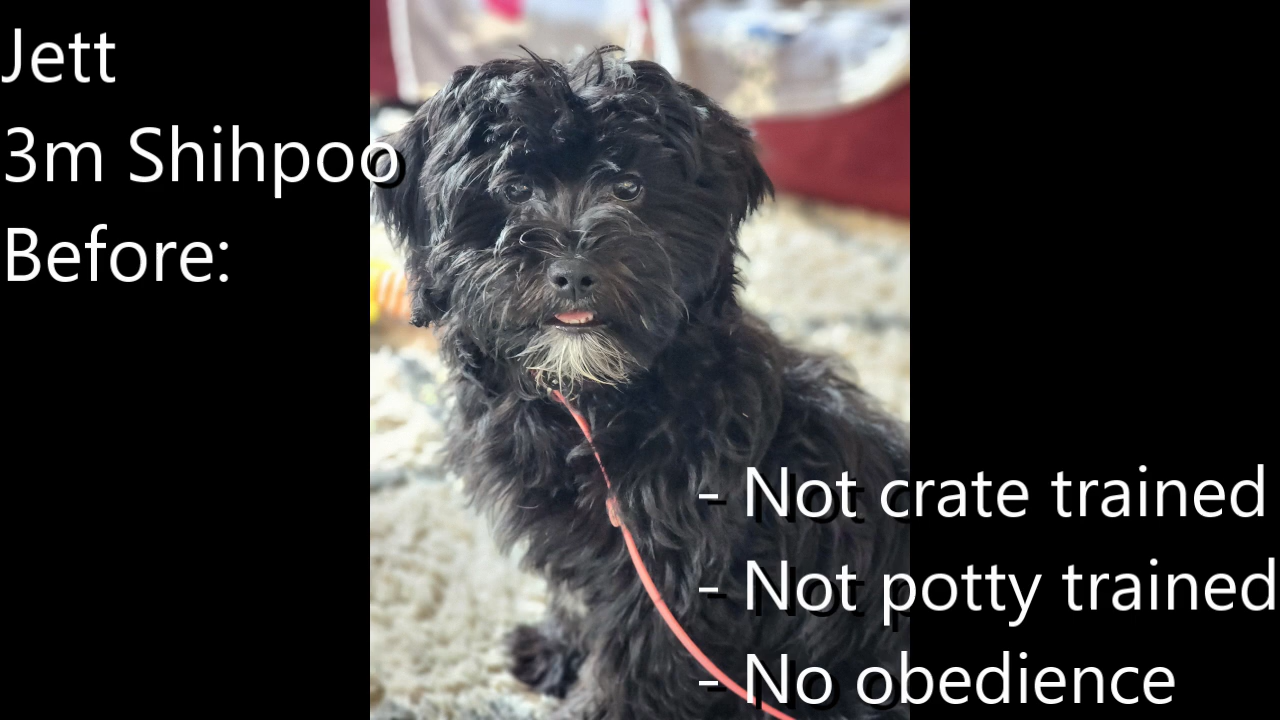 Jett
3m Shihpoo
Before:
- Not crate trained
- Not potty trained
- No obedience